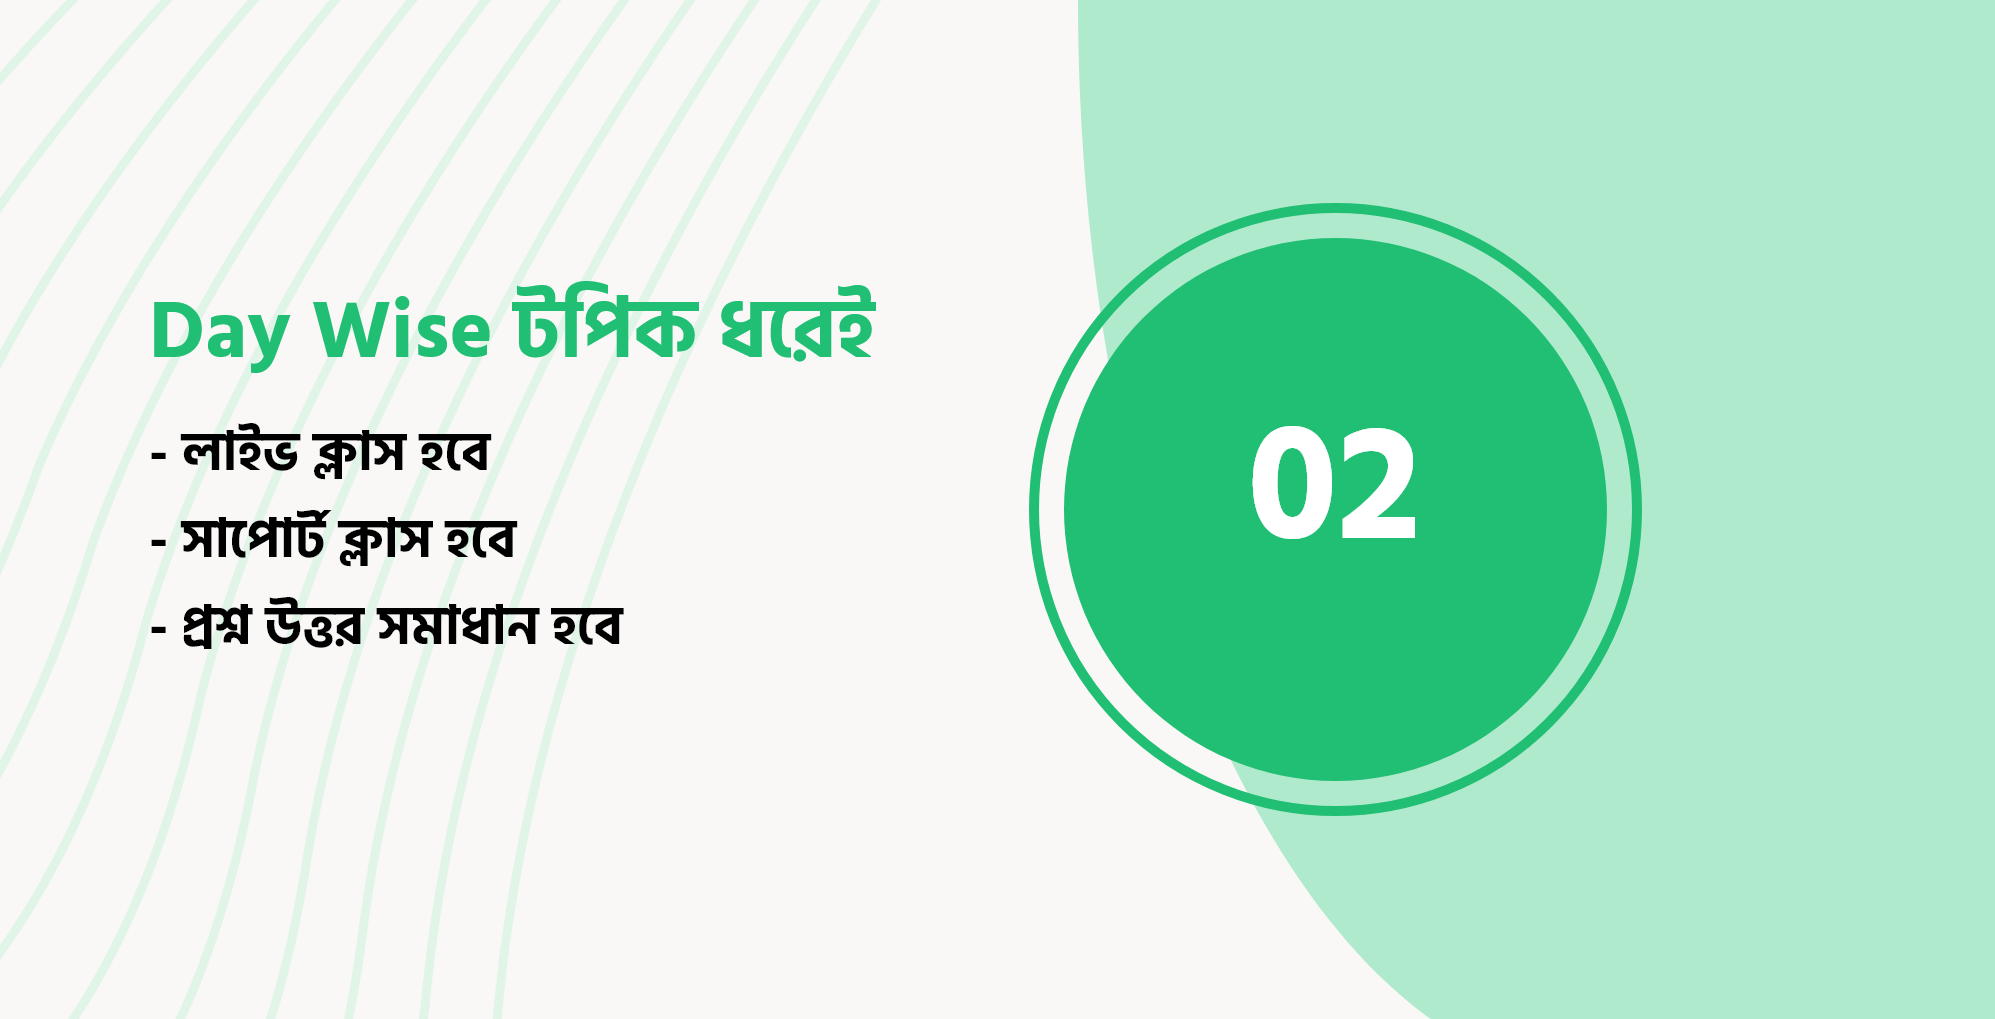 Day Wise টপিক ধরেই
- লাইভ ক্লাস হবে
- সাপোর্ট ক্লাস হবে
- প্রশ্ন উত্তর সমাধান হবে
02